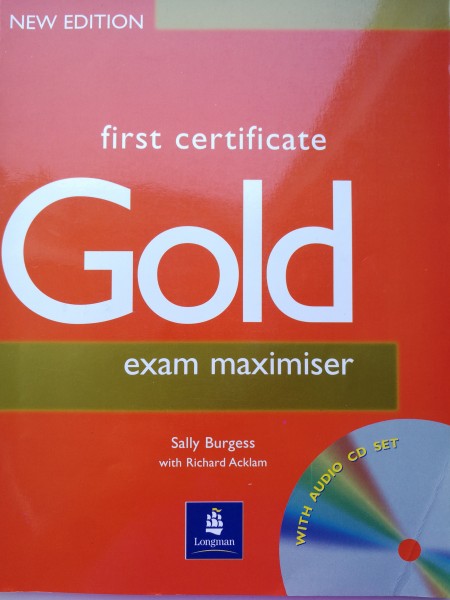 NEW EDITION
first certificate
Gold
exam maximiser
Sally Burgess
with Richard Acklam
WITH AUDIO CD SET
Longman